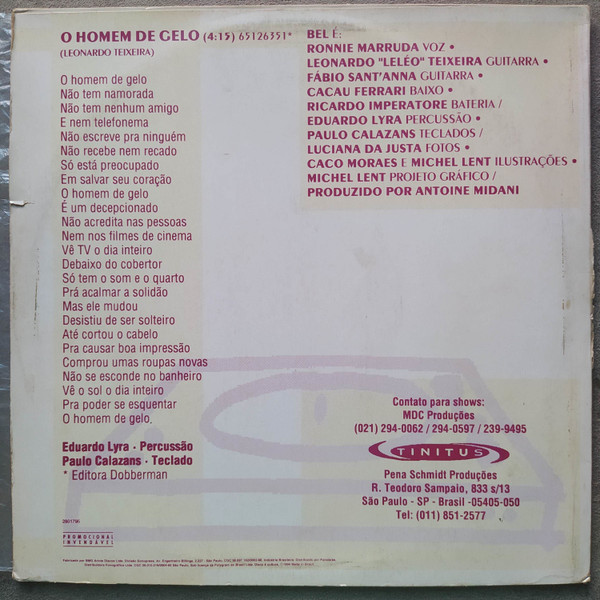 O HOMEM DE GELO (4:15) 65126351*
(LEONARDO TEIXEIRA)
O homem de gelo
Não tem namorada
Não tem nenhum amigo
E nem telefonema
Não escreve pra ninguém
Não recebe nem recado
Só está preocupado
Em salvar seu coração
O homem de gelo
É um decepcionado
Não acredita nas pessoas
Nem nos filmes de cinema
Vê TV o dia inteiro
Debaixo do cobertor
Só tem o som e o quarto
Prá acalmar a solidão
Mas ele mudou
Desistiu de ser solteiro
Até cortou o cabelo
Pra causar boa impressão
Comprou umas roupas novas
Não se esconde no banheiro
Vê o sol o dia inteiro
Pra poder se esquentar
O homem de gelo.
Eduardo Lyra · Percussão
Paulo Calazans · Teclado
* Editora Dobberman
PROMOCIONAL
INVENDÁVEL
BEL É:
RONNIE MARRUDA VOZ •
LEONARDO "LELÉO" TEIXEIRA GUITARRA •
FÁBIO SANT'ANNA GUITARRA •
CACAU FERRARI BAIXO •
RICARDO IMPERATORE BATERIA /
EDUARDO LYRA PERCUSSÃO •
PAULO CALAZANS TECLADOS /
LUCIANA DA JUSTA FOTOS •
CACO MORAES E MICHEL LENT ILUSTRAÇÕES •
MICHEL LENT PROJETO GRÁFICO /
PRODUZIDO POR ANTOINE MIDANI
Contato para shows:
MDC Produções
(021) 294-0062 / 294-0597 / 239-9495
TINITUS
Pena Schmidt Produções
R. Teodoro Sampaio, 833 s/13
São Paulo - SP - Brasil -05405-050
Tel: (011) 851-2577